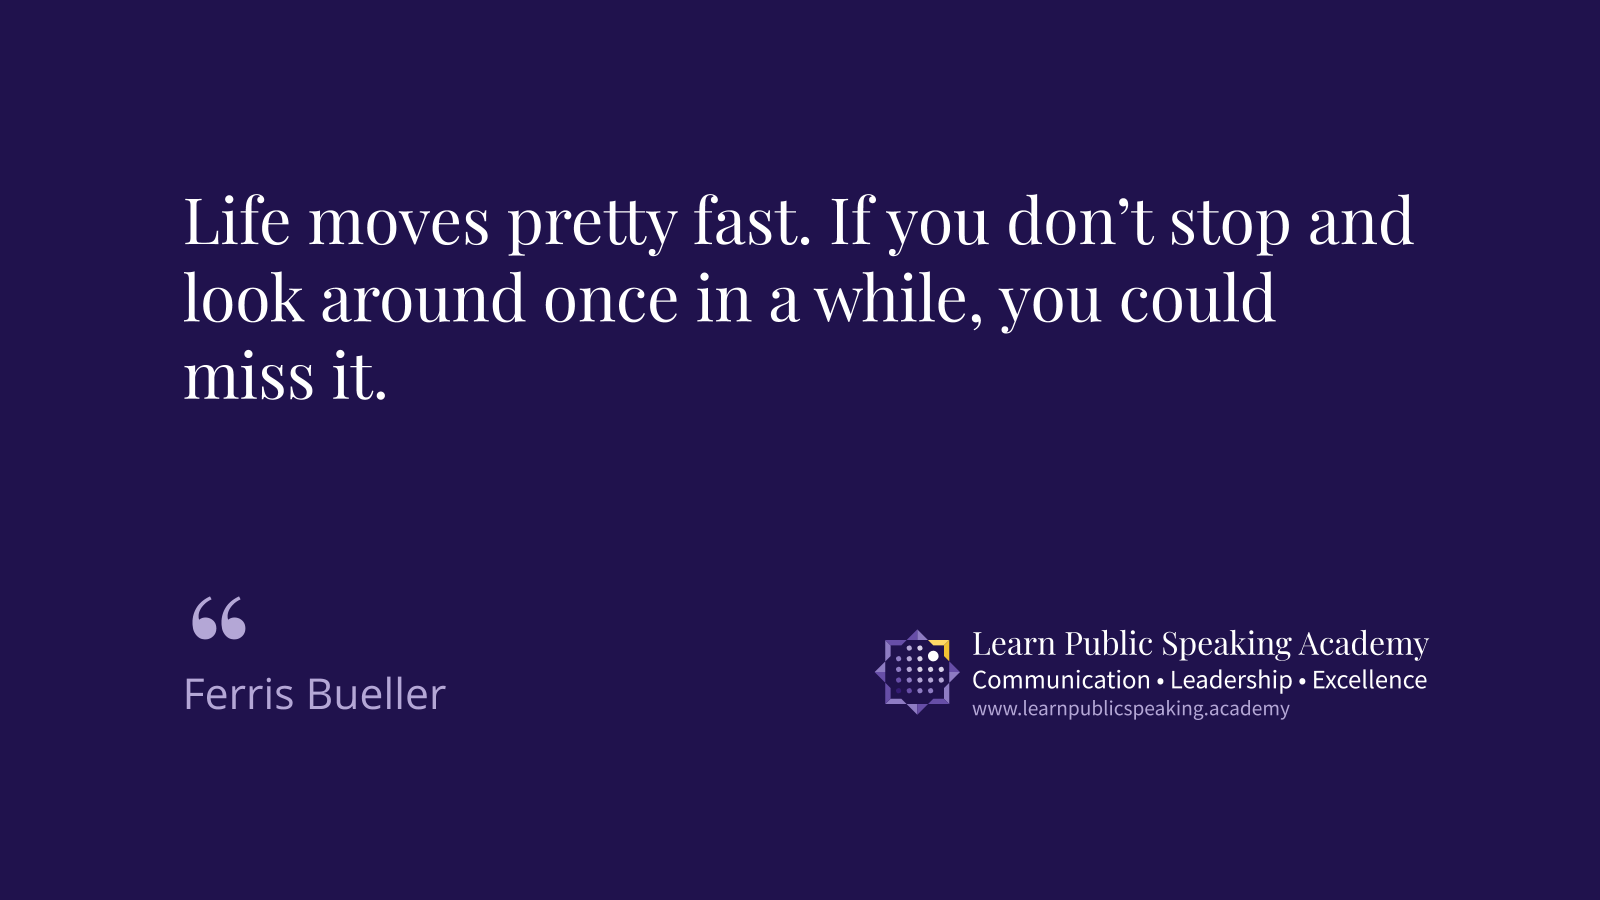 Life moves pretty fast. If you don’t stop and
look around once in a while, you could
miss it.
“
Ferris Bueller
Learn Public Speaking Academy
Communication • Leadership • Excellence
www.learnpublicspeaking.academy